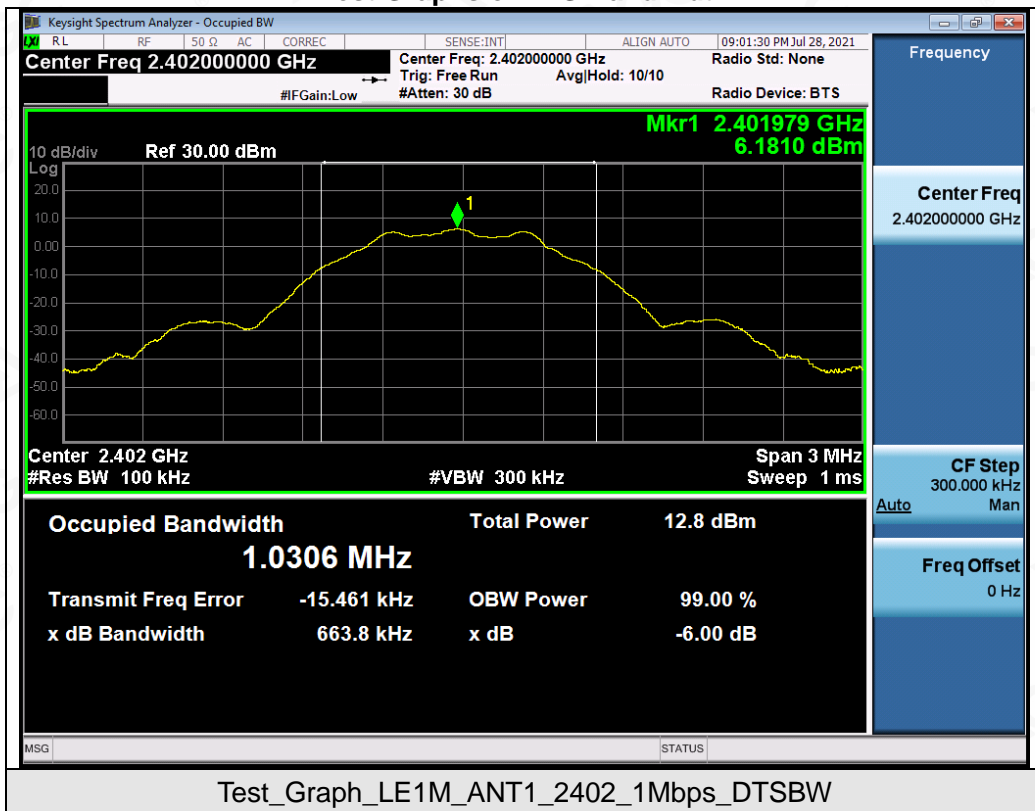 Keysight Spectrum Analyzer - Occupied BW
LXI RL RF 50 Ω AC CORREC SENSE:INT ALIGN AUTO 09:01:30 PM Jul 28, 2021
Center Freq 2.402000000 GHz
Center Freq: 2.402000000 GHz
Radio Std: None
Trig: Free Run Avg|Hold: 10/10
#IFGain:Low
#Atten: 30 dB
Radio Device: BTS
Mkr1 2.401979 GHz
6.1810 dBm
10 dB/div Ref 30.00 dBm
Log
20.0
10.0
0.00
-10.0
-20.0
-30.0
-40.0
-50.0
-60.0
1
Center 2.402 GHz
Span 3 MHz
#Res BW 100 kHz
#VBW 300 kHz
Sweep 1 ms
Occupied Bandwidth
1.0306 MHz
Total Power 12.8 dBm
Transmit Freq Error -15.461 kHz
OBW Power 99.00 %
x dB Bandwidth 663.8 kHz
x dB -6.00 dB
Frequency
Center Freq
2.402000000 GHz
CF Step
300.000 kHz
Auto Man
Freq Offset
0 Hz
MSG
STATUS
Test_Graph_LE1M_ANT1_2402_1Mbps_DTSBW